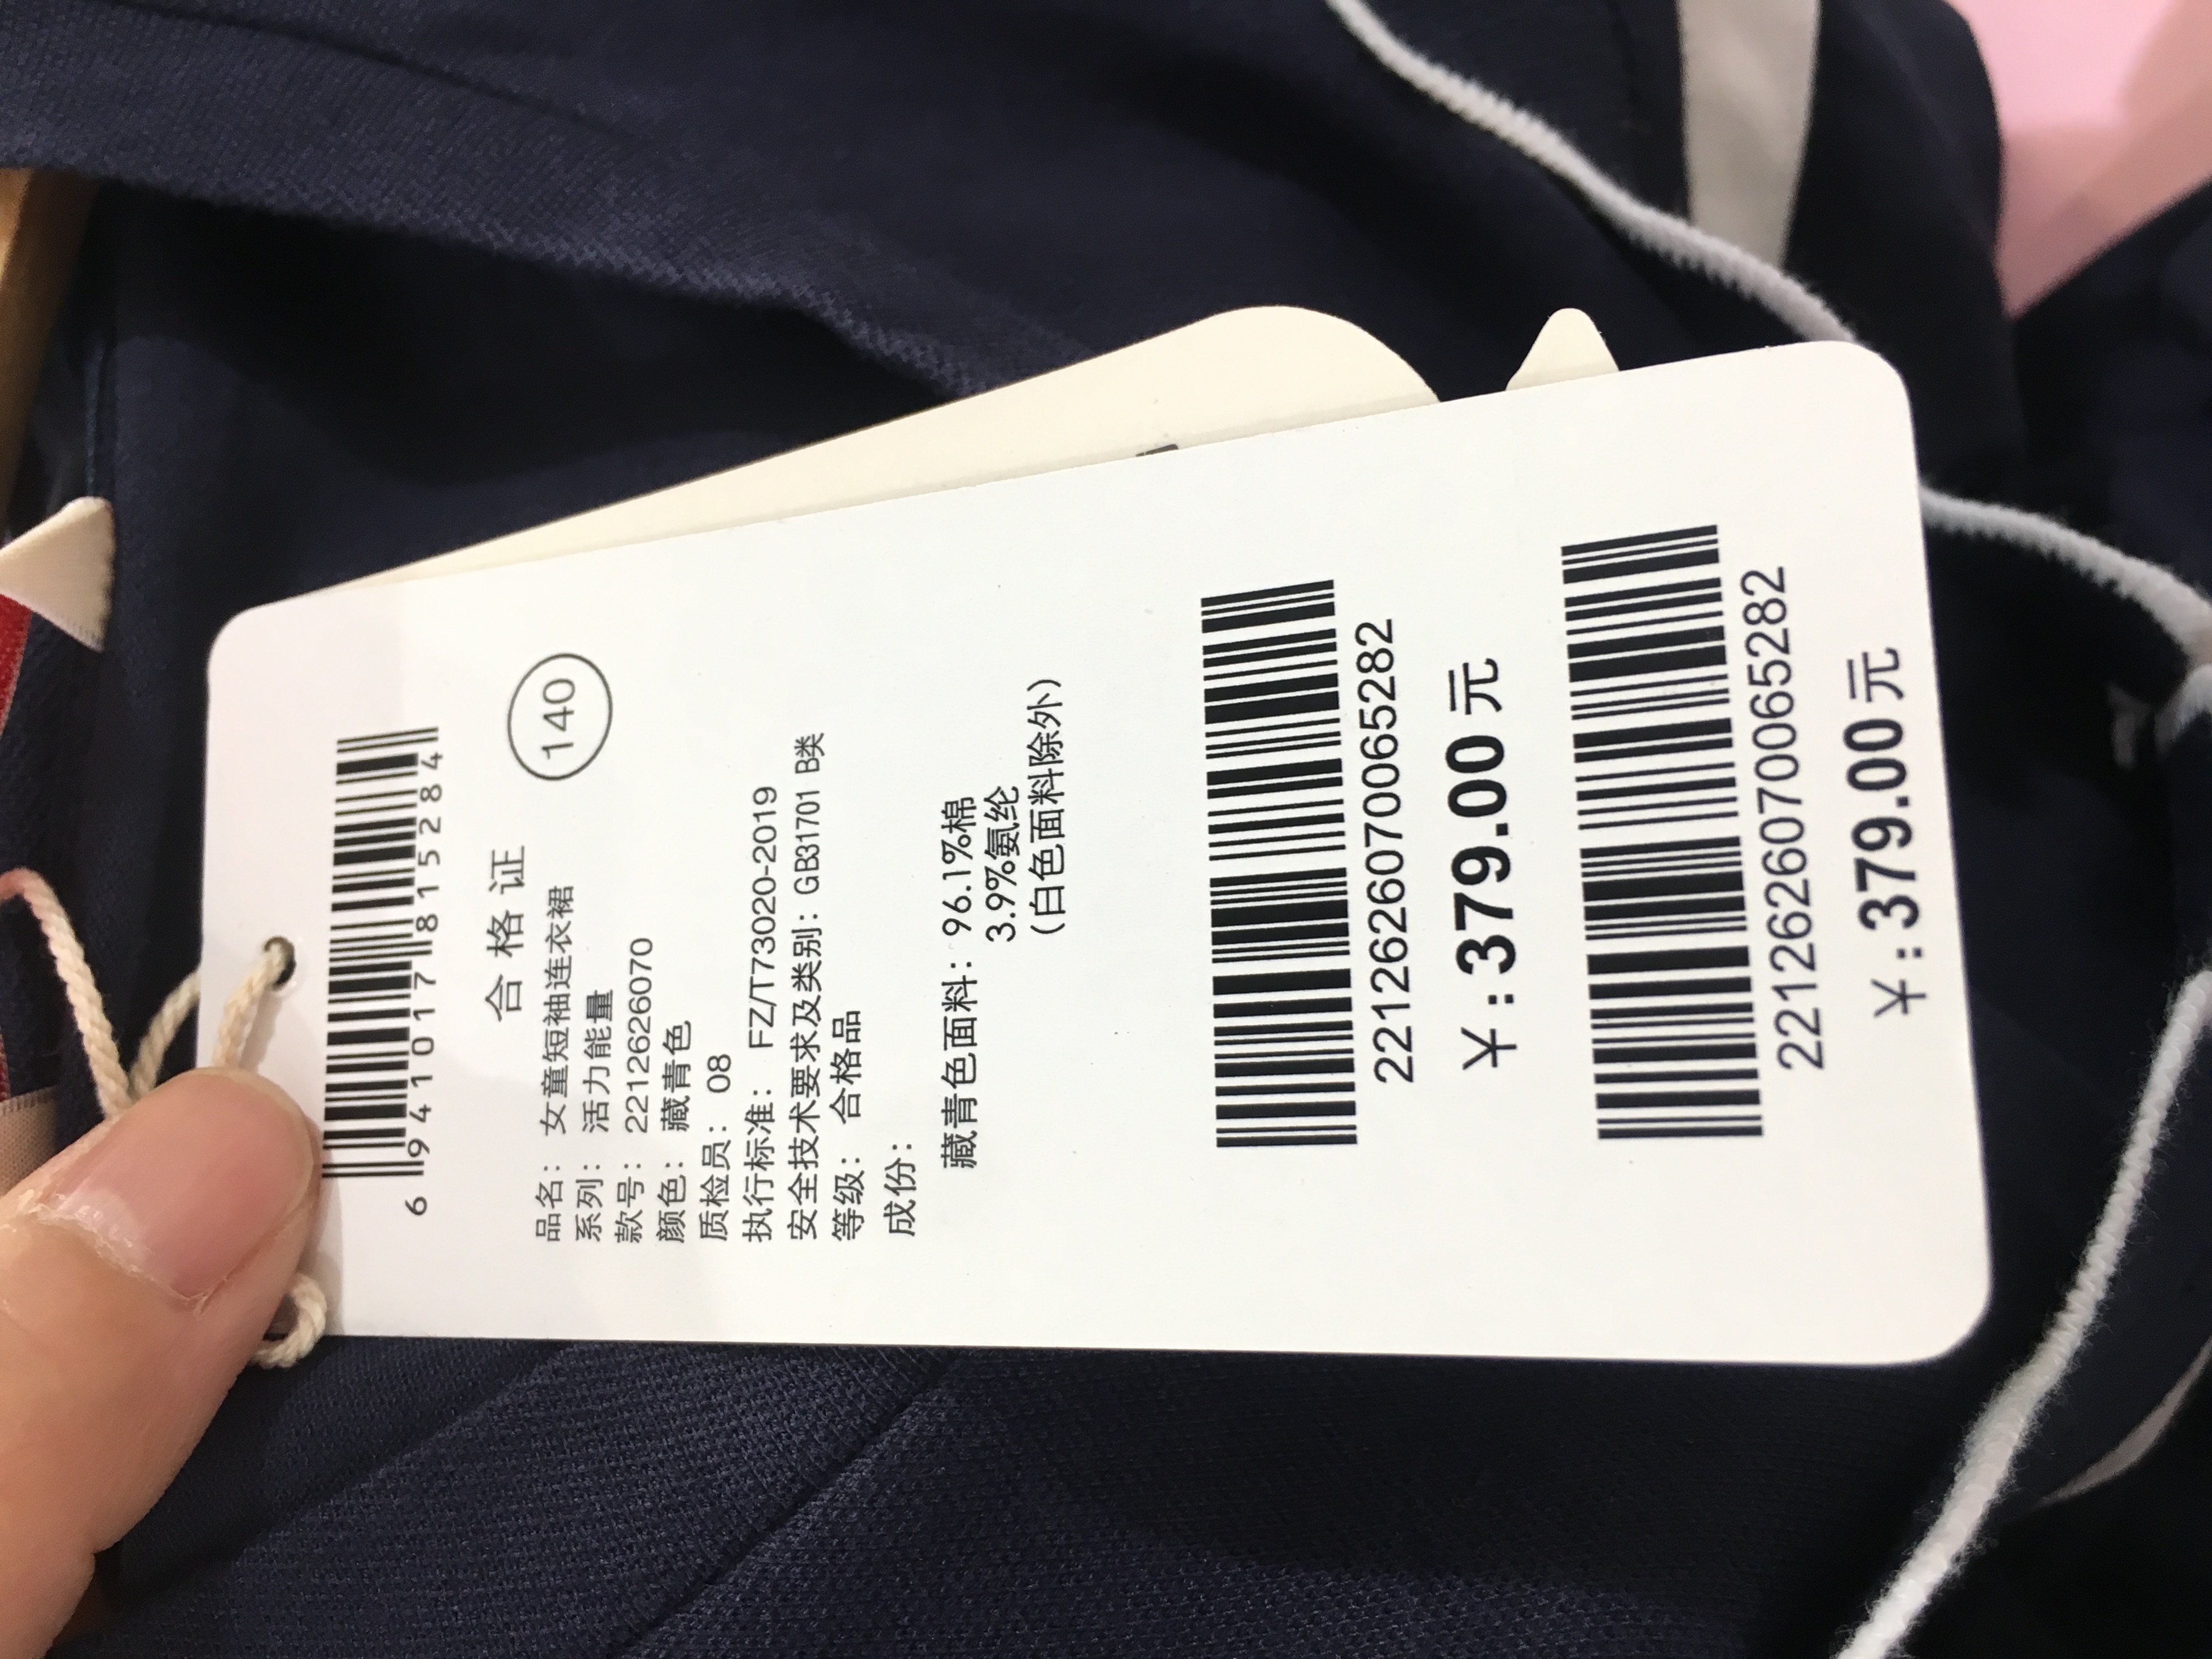 6 941017 815284
合格证
140
品名：女童短袖连衣裙
系列：活力能量
款号：2212626070
颜色：藏青色
质检员：08
执行标准：FZ/T73020-2019
安全技术要求及类别：GB31701 B类
等级：合格品
成份：
藏青色面料：96.1%棉
3.9%氨纶
（白色面料除外）
2212626070065282
¥:379.00元
2212626070065282
¥:379.00元